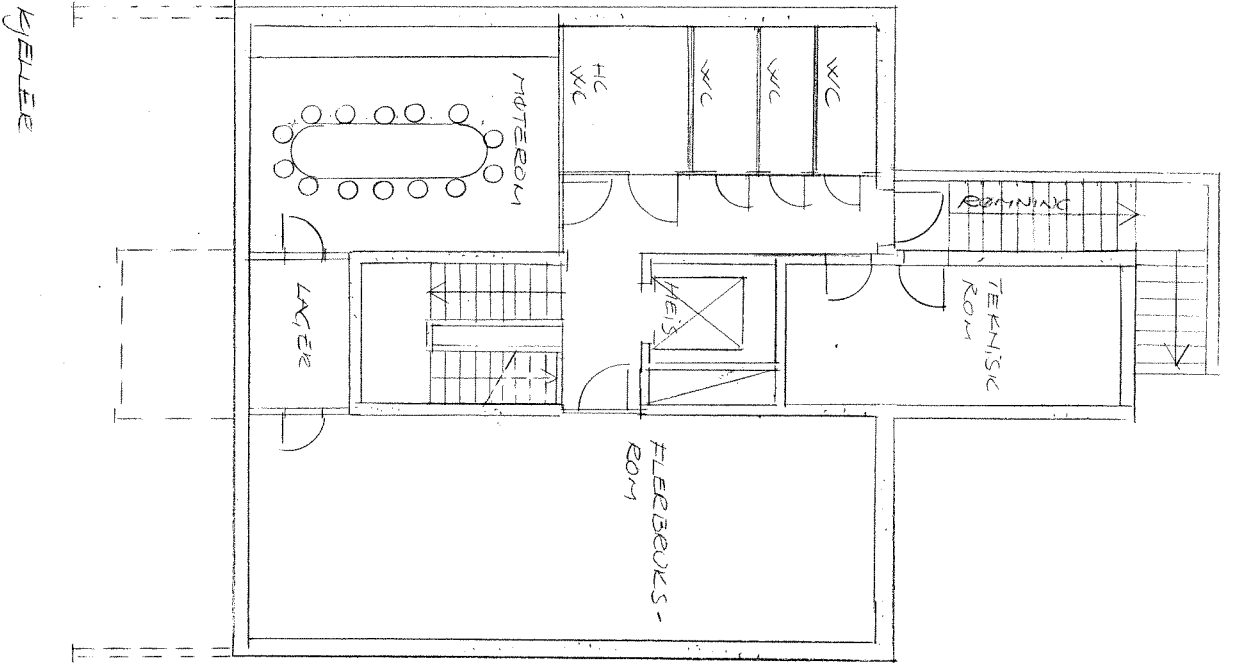 KJELLER
MØTEROM
HC
WC
WC
WC
WC
RØMNING
LAGER
HEIS
TEKNISK
ROM
FLERBRUKS-
ROM